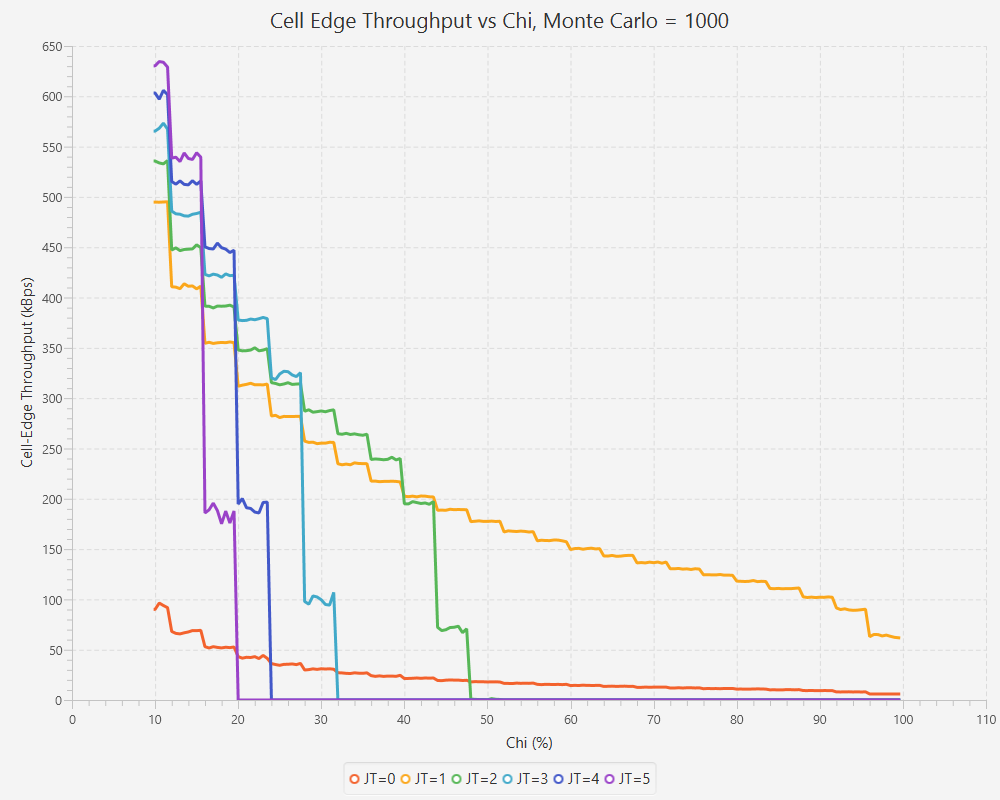 Cell Edge Throughput vs Chi, Monte Carlo = 1000
Cell-Edge Throughput (kBps)
650
600
550
500
450
400
350
300
250
200
150
100
50
0
0 10 20 30 40 50 60 70 80 90 100 110
Chi (%)
JT=0 JT=1 JT=2 JT=3 JT=4 JT=5